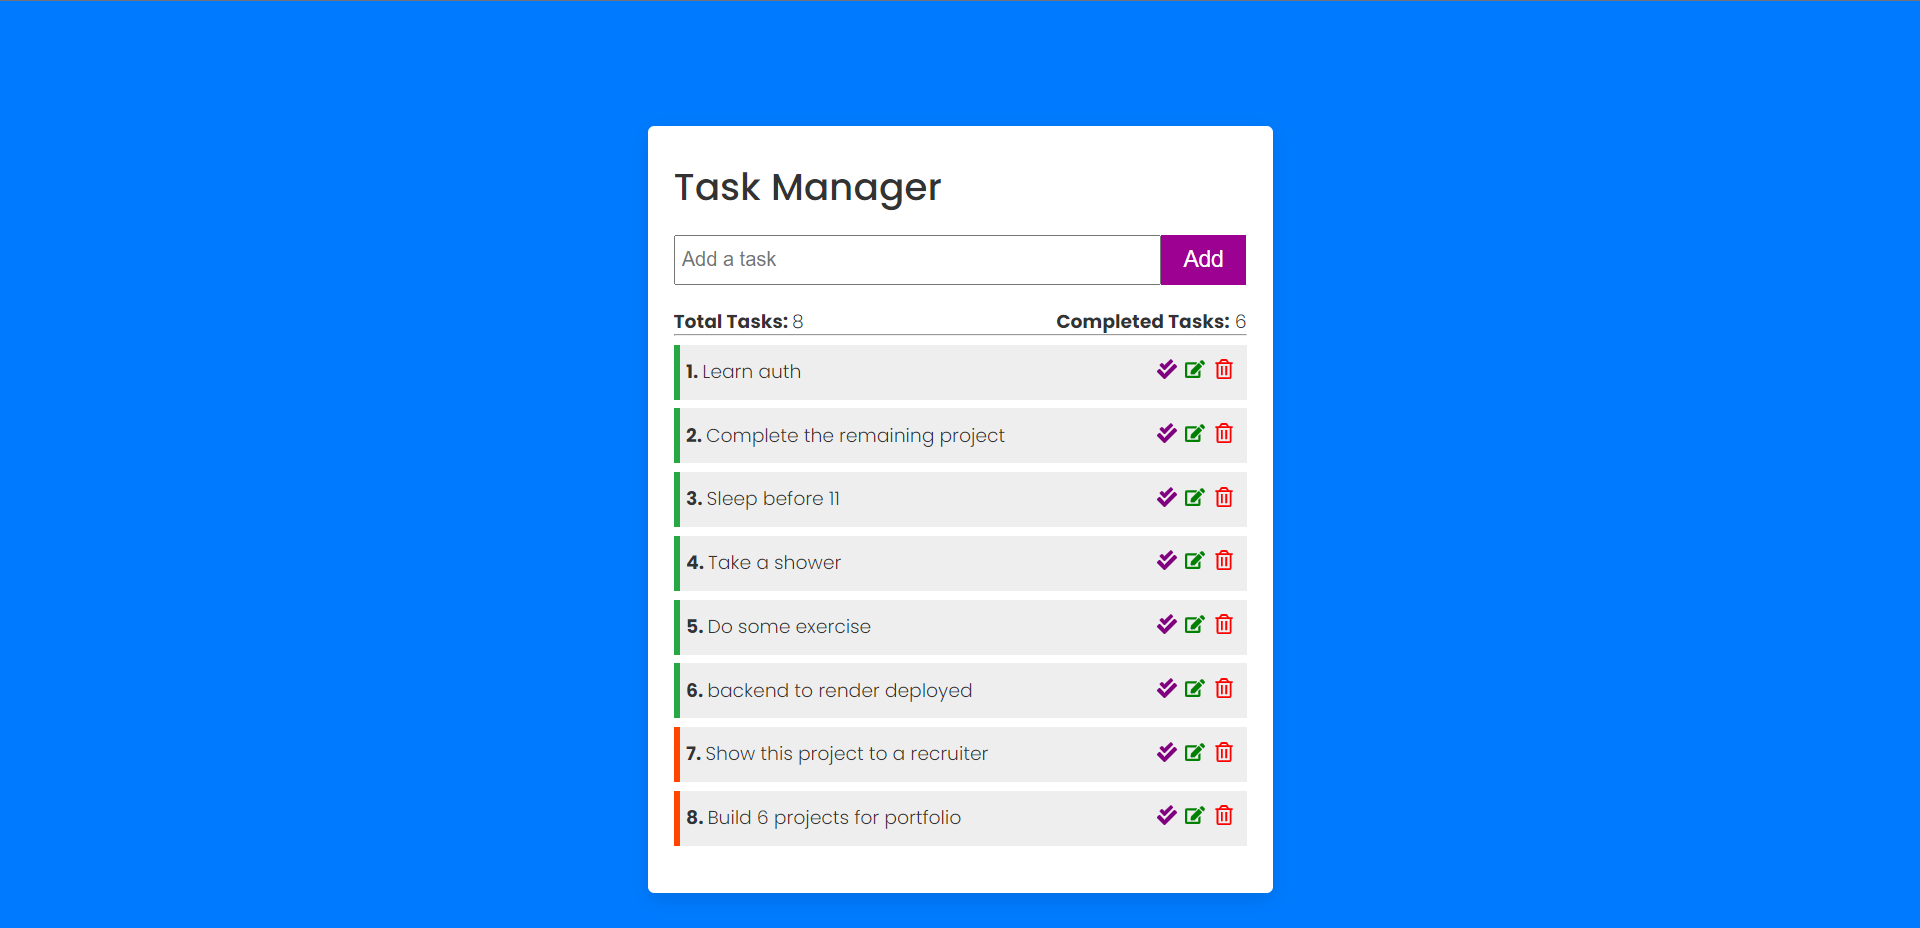 Task Manager
Add a task
Add
Total Tasks: 8
Completed Tasks: 6
1. Learn auth
2. Complete the remaining project
3. Sleep before 11
4. Take a shower
5. Do some exercise
6. backend to render deployed
7. Show this project to a recruiter
8. Build 6 projects for portfolio